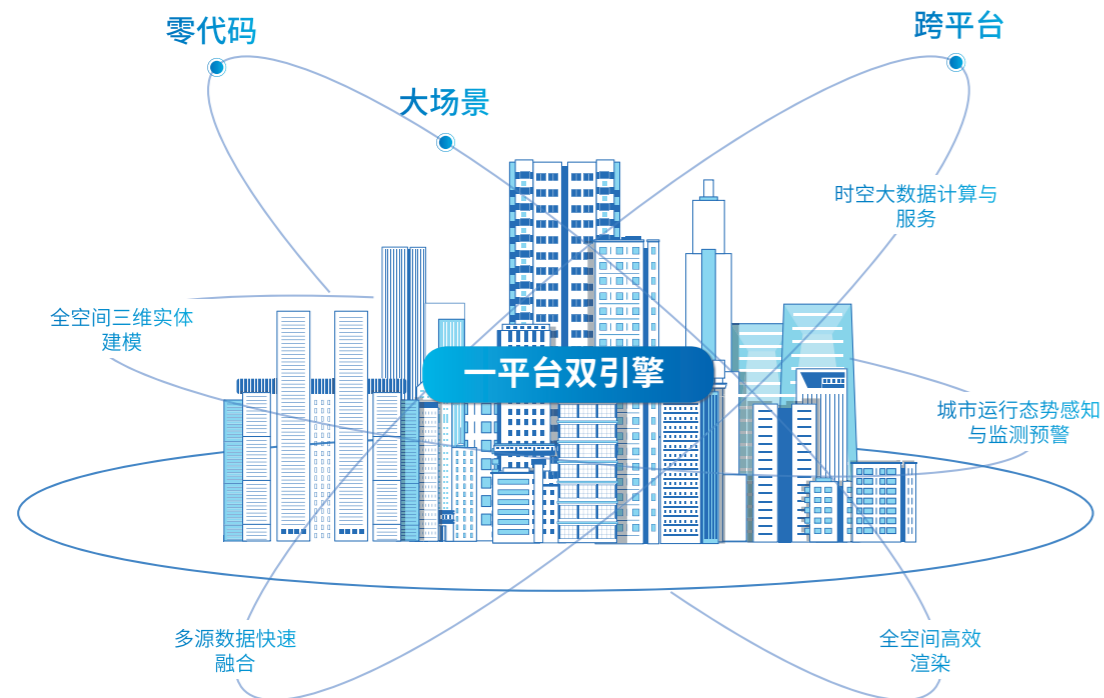 零代码
跨平台
大场景
时空大数据计算与
服务
全空间三维实体
建模
一平台双引擎
城市运行态势感知
与监测预警
多源数据快速
融合
全空间高效
渲染